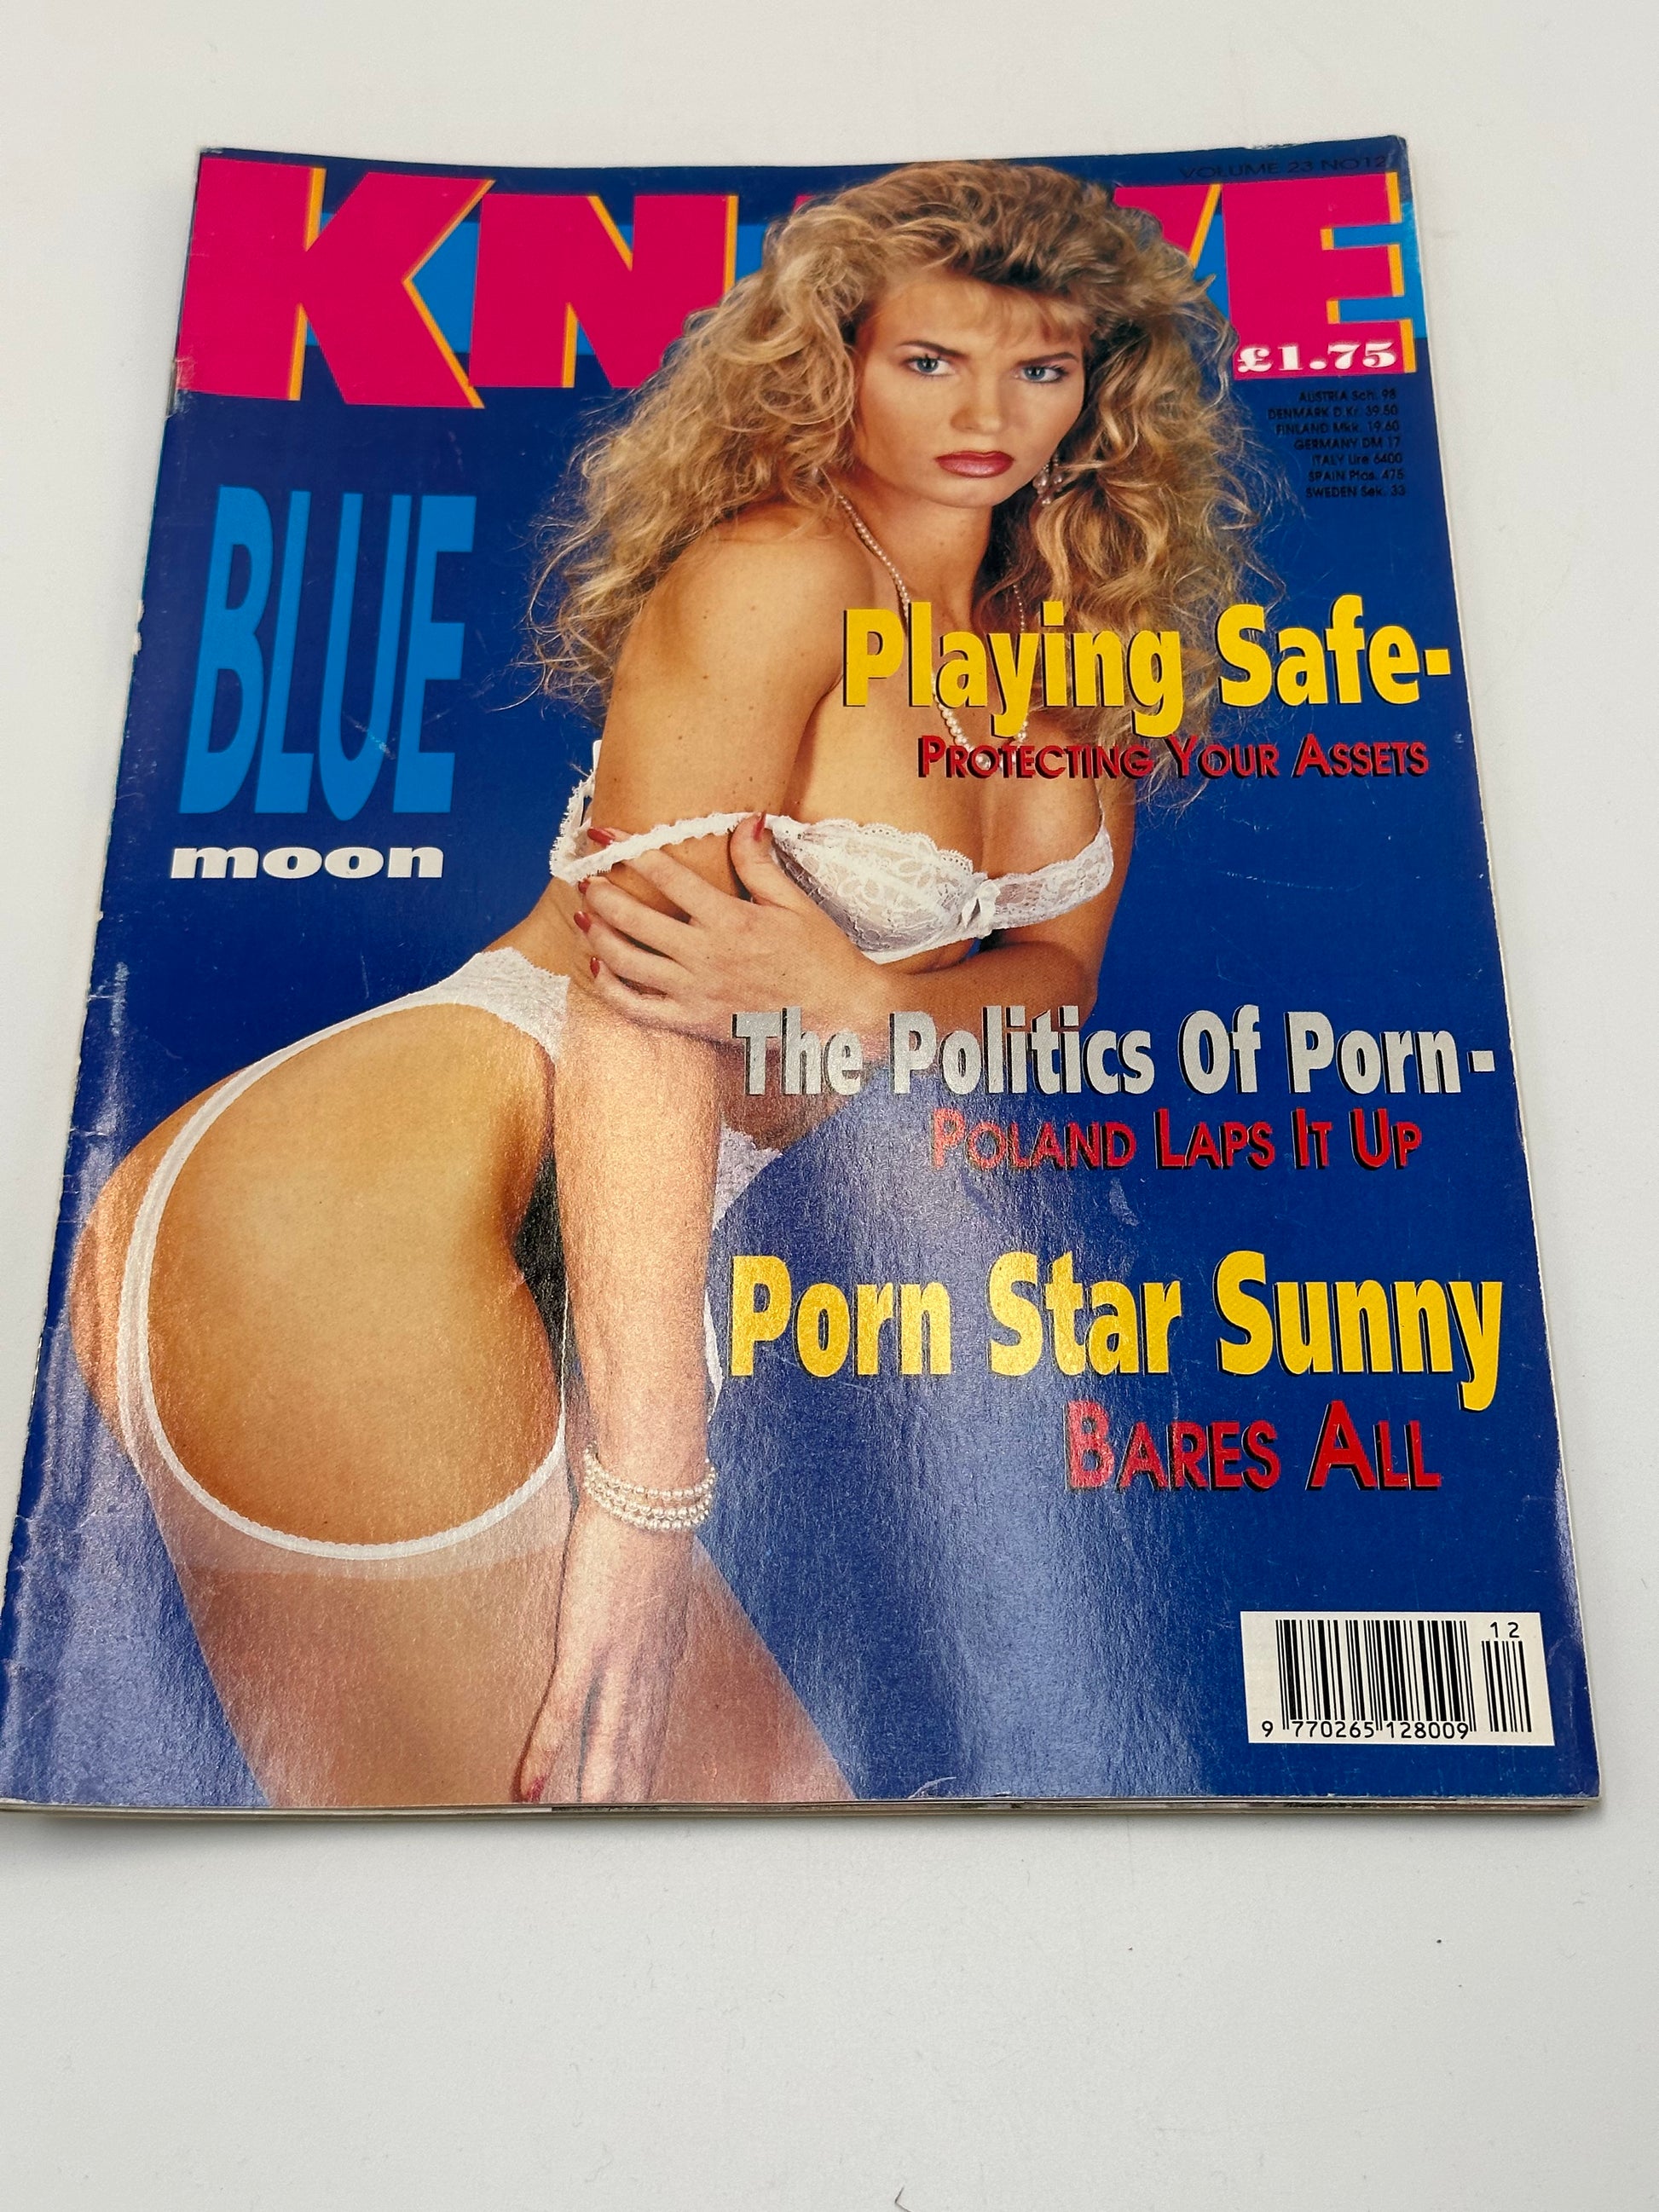 VOLUME 23 NO 12
KNAVE
£1.75
AUSTRIA Sch. 98
DENMARK D.Kr. 39.50
FINLAND Mkk. 19.60
GERMANY DM 17
ITALY Lire 6400
SPAIN Ptas. 475
SWEDEN Sek. 33
BLUE
moon
Playing Safe-
PROTECTING YOUR ASSETS
The Politics Of Porn-
POLAND LAPS IT UP
Porn Star Sunny
BARES ALL
12
9 770265 128009